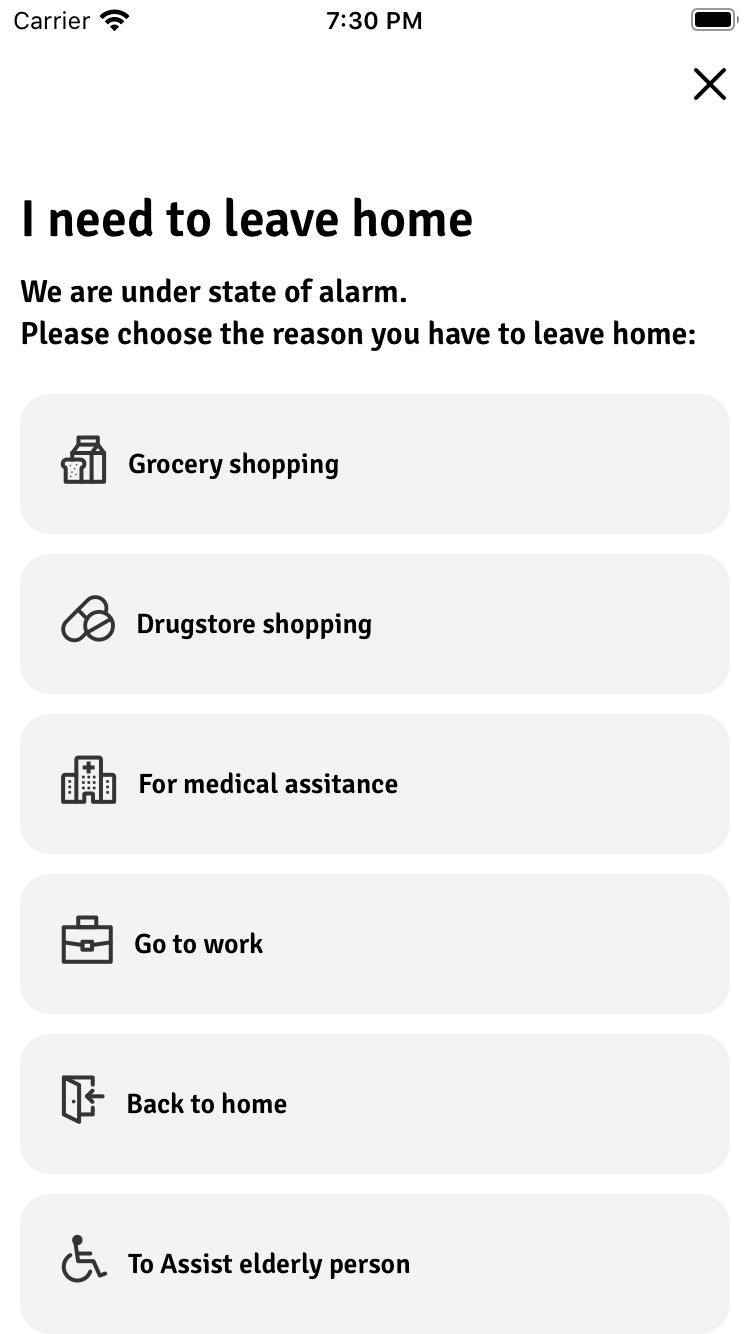 Carrier 7:30 PM
I need to leave home
We are under state of alarm.
Please choose the reason you have to leave home:
Grocery shopping
Drugstore shopping
For medical assitance
Go to work
Back to home
To Assist elderly person